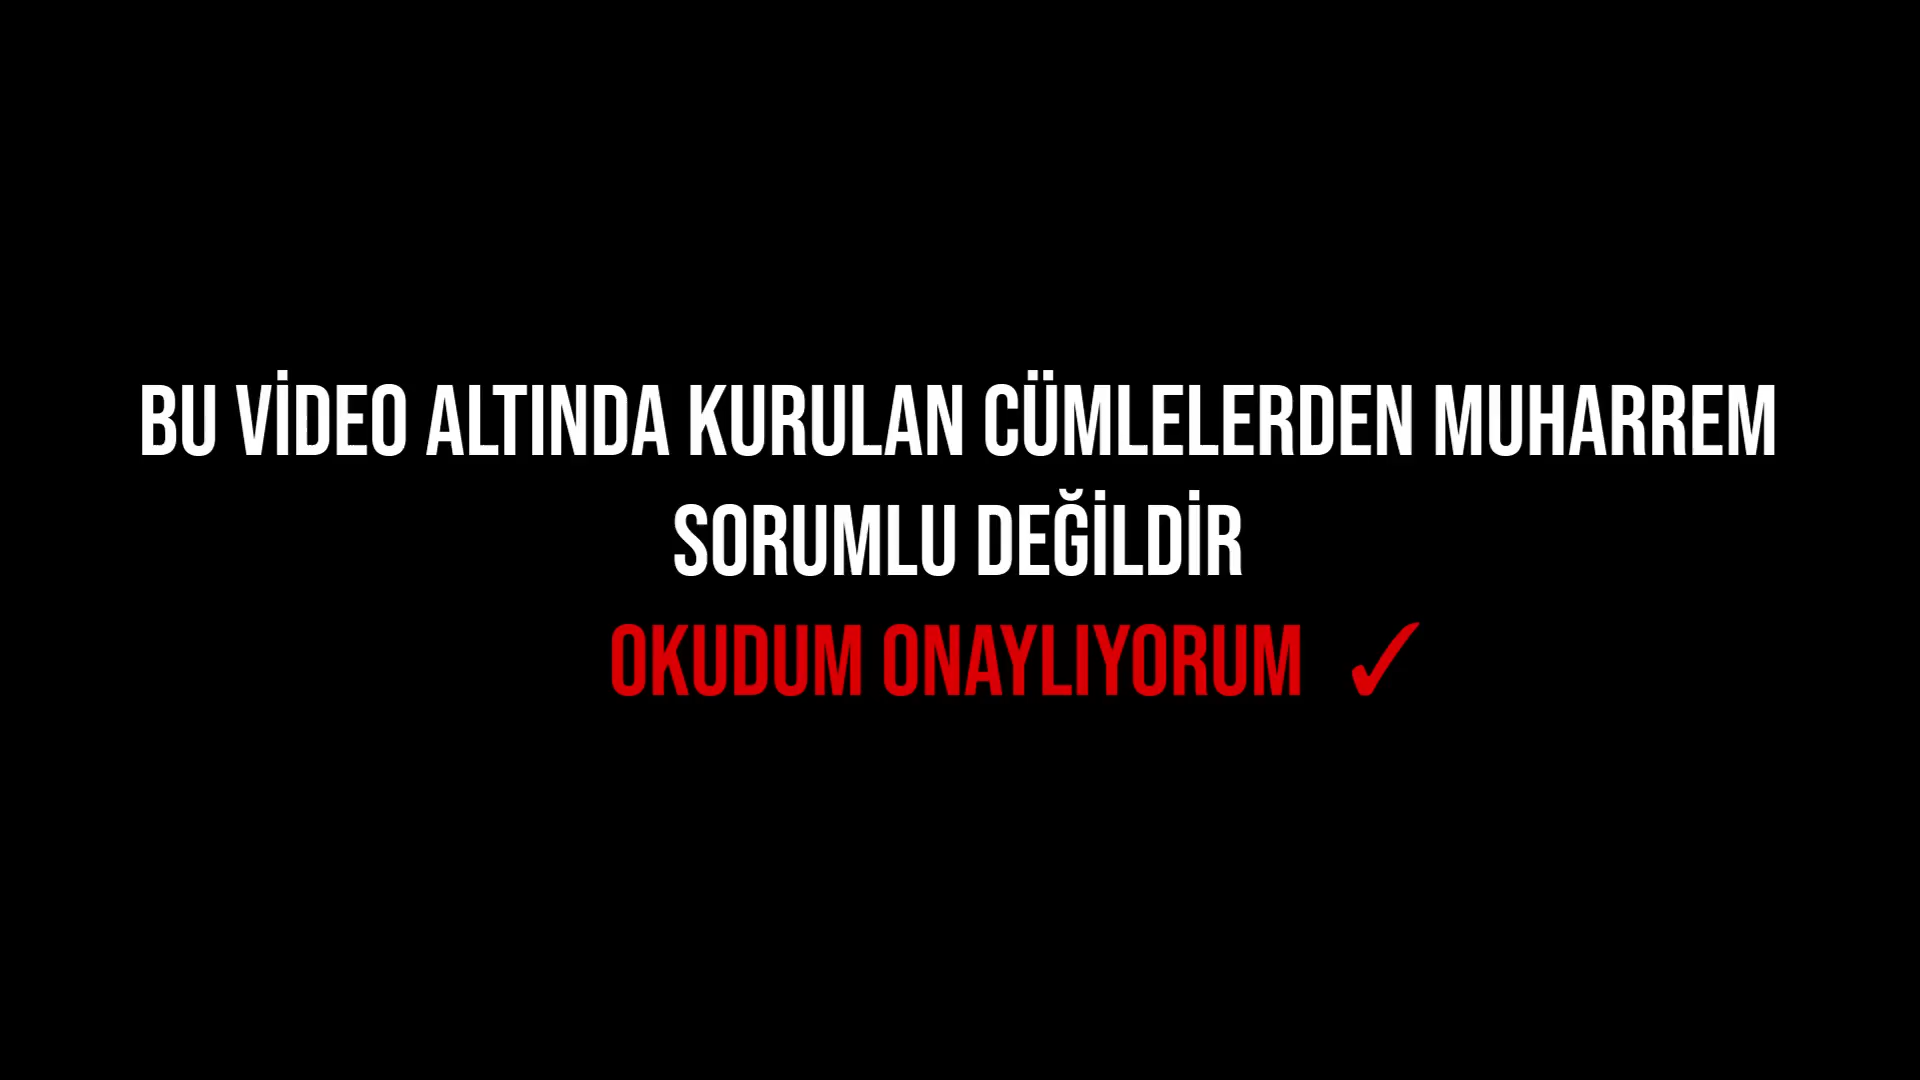 BU VİDEO ALTINDA KURULAN CÜMLELERDEN MUHARREM
SORUMLU DEĞİLDİR
OKUDUM ONAYLIYORUM ✓